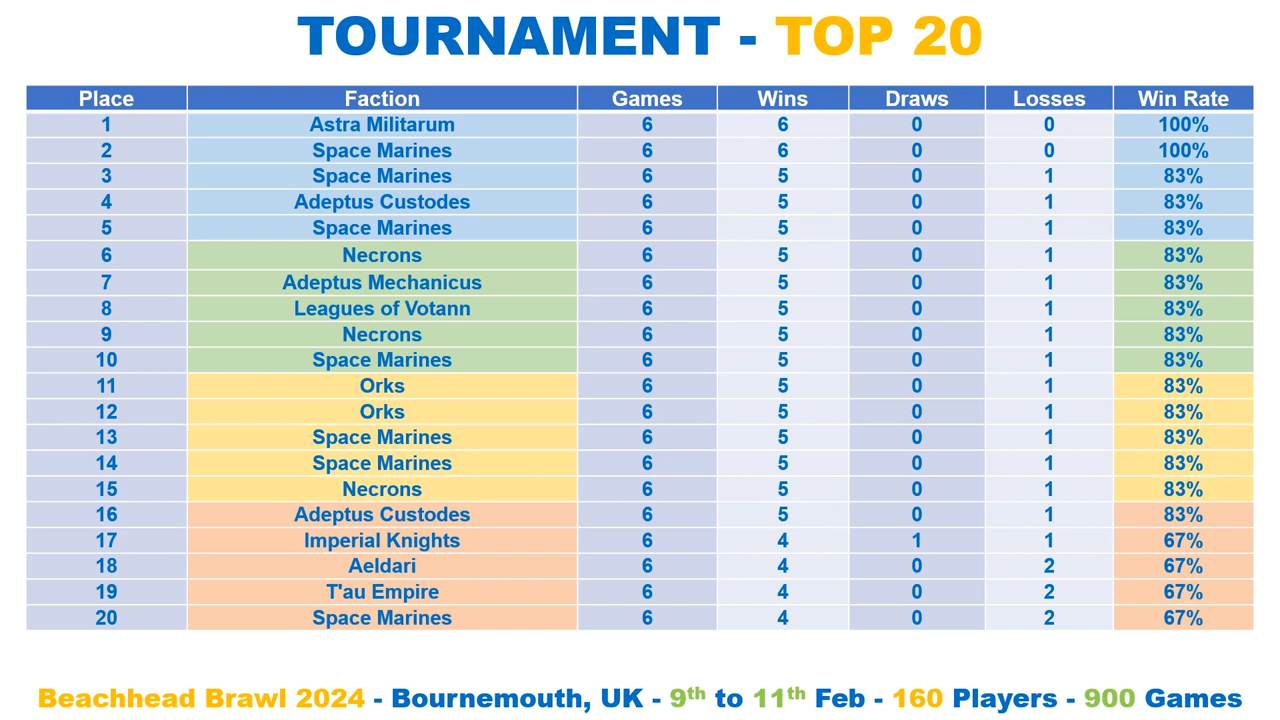 TOURNAMENT - TOP 20
Place Faction Games Wins Draws Losses Win Rate
1 Astra Militarum 6 6 0 0 100%
2 Space Marines 6 6 0 0 100%
3 Space Marines 6 5 0 1 83%
4 Adeptus Custodes 6 5 0 1 83%
5 Space Marines 6 5 0 1 83%
6 Necrons 6 5 0 1 83%
7 Adeptus Mechanicus 6 5 0 1 83%
8 Leagues of Votann 6 5 0 1 83%
9 Necrons 6 5 0 1 83%
10 Space Marines 6 5 0 1 83%
11 Orks 6 5 0 1 83%
12 Orks 6 5 0 1 83%
13 Space Marines 6 5 0 1 83%
14 Space Marines 6 5 0 1 83%
15 Necrons 6 5 0 1 83%
16 Adeptus Custodes 6 5 0 1 83%
17 Imperial Knights 6 4 1 1 67%
18 Aeldari 6 4 0 2 67%
19 T'au Empire 6 4 0 2 67%
20 Space Marines 6 4 0 2 67%
Beachhead Brawl 2024 - Bournemouth, UK - 9th to 11th Feb - 160 Players - 900 Games